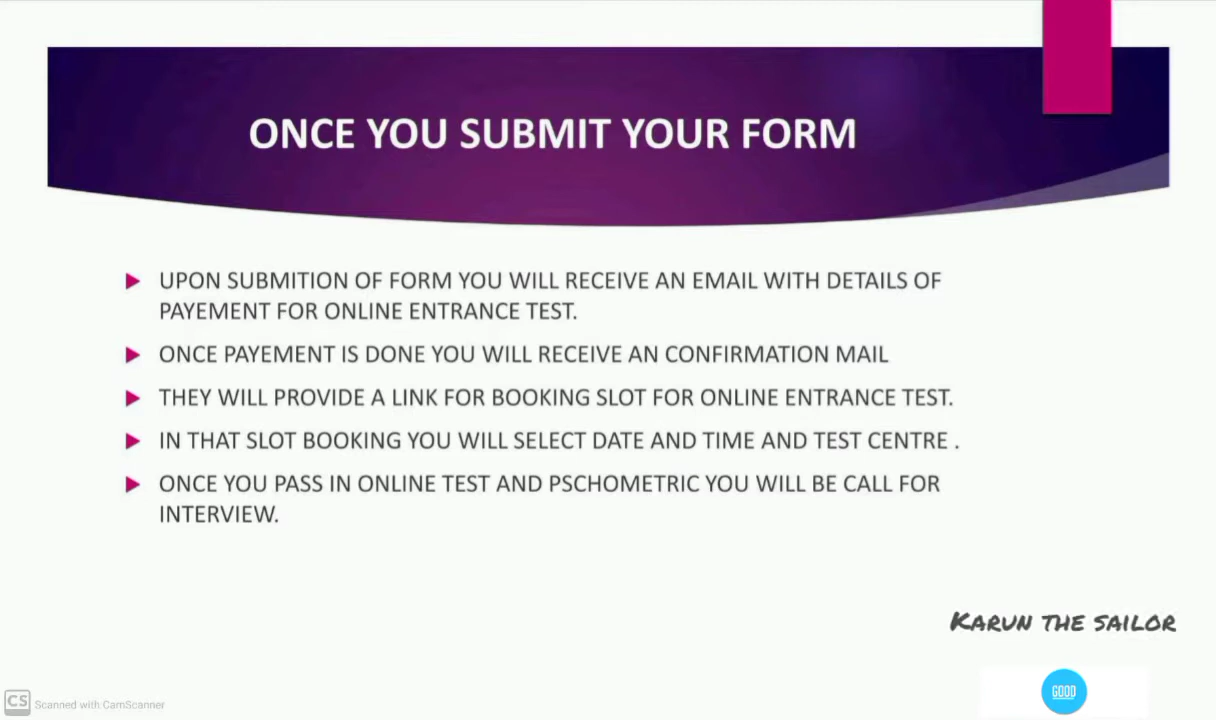 ONCE YOU SUBMIT YOUR FORM
UPON SUBMITION OF FORM YOU WILL RECEIVE AN EMAIL WITH DETAILS OF
PAYEMENT FOR ONLINE ENTRANCE TEST.
ONCE PAYEMENT IS DONE YOU WILL RECEIVE AN CONFIRMATION MAIL
THEY WILL PROVIDE A LINK FOR BOOKING SLOT FOR ONLINE ENTRANCE TEST.
IN THAT SLOT BOOKING YOU WILL SELECT DATE AND TIME AND TEST CENTRE .
ONCE YOU PASS IN ONLINE TEST AND PSCHOMETRIC YOU WILL BE CALL FOR
INTERVIEW.
KARUN THE SAILOR
GOOD
CS Scanned with CamScanner